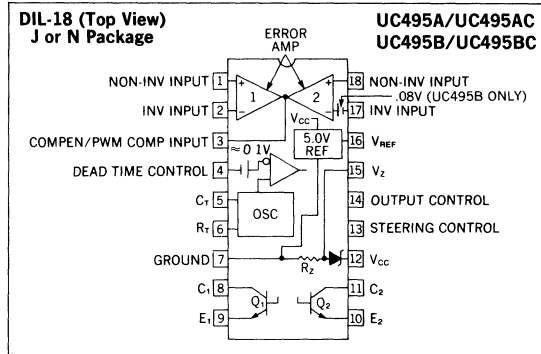 DIL-18 (Top View)
J or N Package
UC495A/UC495AC
UC495B/UC495BC
ERROR
AMP
NON-INV INPUT 1 + + 18 NON-INV INPUT
1 2
.08V (UC495B ONLY)
INV INPUT 2 − − 17 INV INPUT
Vcc
COMPEN/PWM COMP INPUT 3 5.0V REF 16 VREF
≈ 0 1V
DEAD TIME CONTROL 4 15 Vz
CT 5 OSC 14 OUTPUT CONTROL
RT 6 13 STEERING CONTROL
GROUND 7 Rz 12 Vcc
C1 8 Q1 Q2 11 C2
E1 9 10 E2